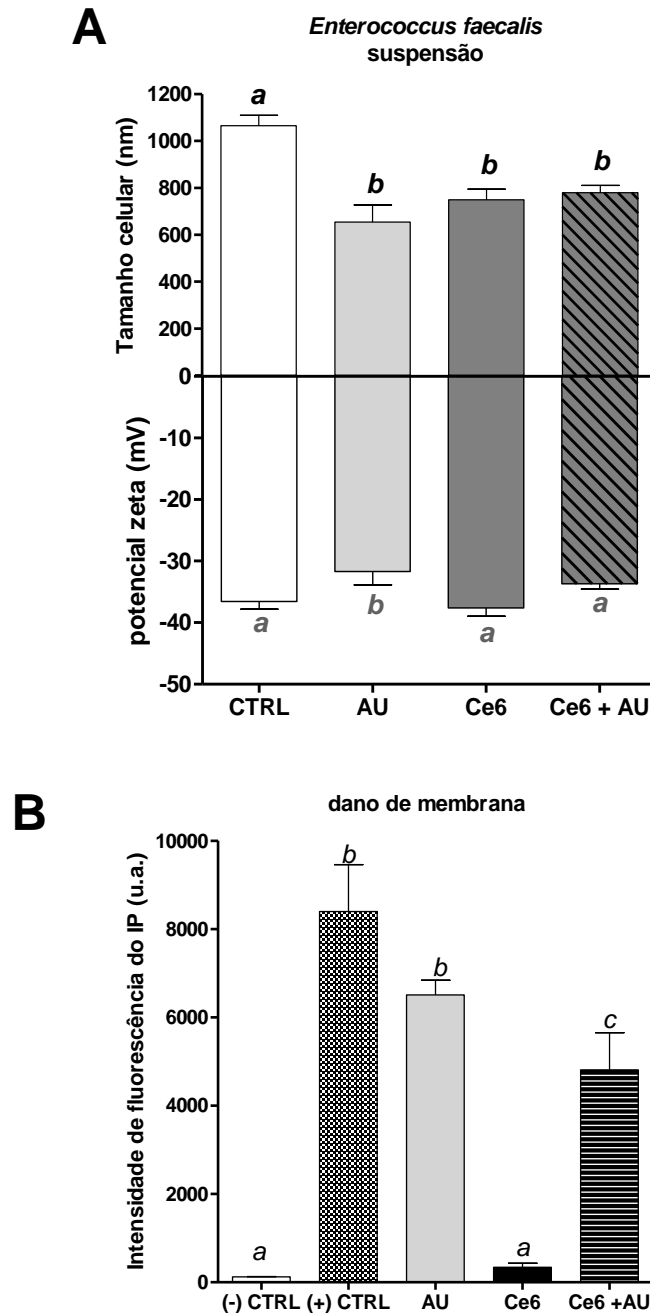 A
Enterococcus faecalis
suspensão
Tamanho celular (nm)
1200
1000
800
600
400
200
0
a
b
b
b
potencial zeta (mV)
-10
-20
-30
-40
-50
a
b
a
a
CTRL AU Ce6 Ce6 + AU
B
dano de membrana
Intensidade de fluorescência do IP (u.a.)
10000
8000
6000
4000
2000
0
a
b
b
a
c
(-) CTRL (+) CTRL AU Ce6 Ce6 +AU